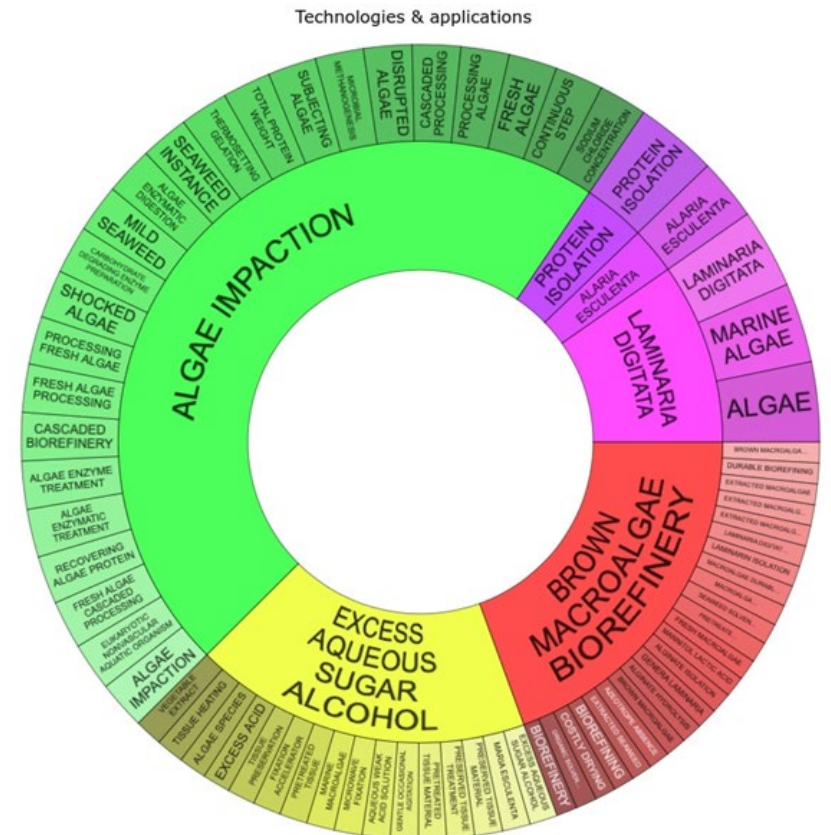 Technologies & applications
ALGAE IMPACTION
PROTEIN
ISOLATION
ALARIA
ESCULENTA
LAMINARIA
DIGITATA
BROWN
MACROALGAE
BIOREFINERY
EXCESS
AQUEOUS
SUGAR
ALCOHOL
ALGAE
IMPACTION
EUKARYOTIC
NONVASCULAR
AQUATIC ORGANISM
FRESH ALGAE
CASCADED
PROCESSING
RECOVERING
ALGAE PROTEIN
ALGAE
ENZYMATIC
TREATMENT
ALGAE ENZYME
TREATMENT
CASCADED
BIOREFINERY
FRESH ALGAE
PROCESSING
PROCESSING
FRESH ALGAE
SHOCKED
ALGAE
CARBOHYDRATE
DEGRADING ENZYME
PREPARATION
MILD
SEAWEED
ALGAE
ENZYMATIC
DIGESTION
SEAWEED
INSTANCE
THERMOSETTING
GELATION
TOTAL PROTEIN
WEIGHT
SUBJECTING
ALGAE
MICROBIAL
METHANOGENESIS
DISRUPTED
ALGAE
CASCADED
PROCESSING
PROCESSING
ALGAE
FRESH
ALGAE
CONTINUOUS
STEP
SODIUM
CHLORIDE
CONCENTRATION
PROTEIN
ISOLATION
ALARIA
ESCULENTA
LAMINARIA
DIGITATA
MARINE
ALGAE
ALGAE
BROWN MACROALGA...
DURABLE BIOREFINING
EXTRACTED MACROALGAE
EXTRACTED MACROALG...
EXTRACTED MACROALG...
LAMINARIN ISOLATION
MACROALGAE DURABL...
MACROALGA...
SEAWEED SOLVEN...
PRETREATE...
FRESH MACROALGAE
MANNITOL LACTIC ACID
ALGINATE ISOLATION
GENERA LAMINARIA
ALGINATE HYDROLYSIS
BROWN MACROALGAE
AZEOTROPE ABSENCE
EXTRACTED SEAWEED
BIOREFINING
COSTLY DRYING
BIOREFINERY
EXCESS AQUEOUS
SUGAR ALCOHOL
MARIA ESCULENTA
PRESERVED TISSUE
MATERIAL
PRESERVED TISSUE
TREATMENT
PRETREATED
TISSUE MATERIAL
GENTLE OCCASIONAL
AGITATION
AQUEOUS WEAK
ACID SOLUTION
MICROWAVE
FIXATION
MARINE
MACROALGAE
PRETREATED
TISSUE
FIXATION
ACCELERATOR
TISSUE
PRESERVATION
EXCESS ACID
ALGAE SPECIES
TISSUE HEATING
VEGETABLE
EXTRACT